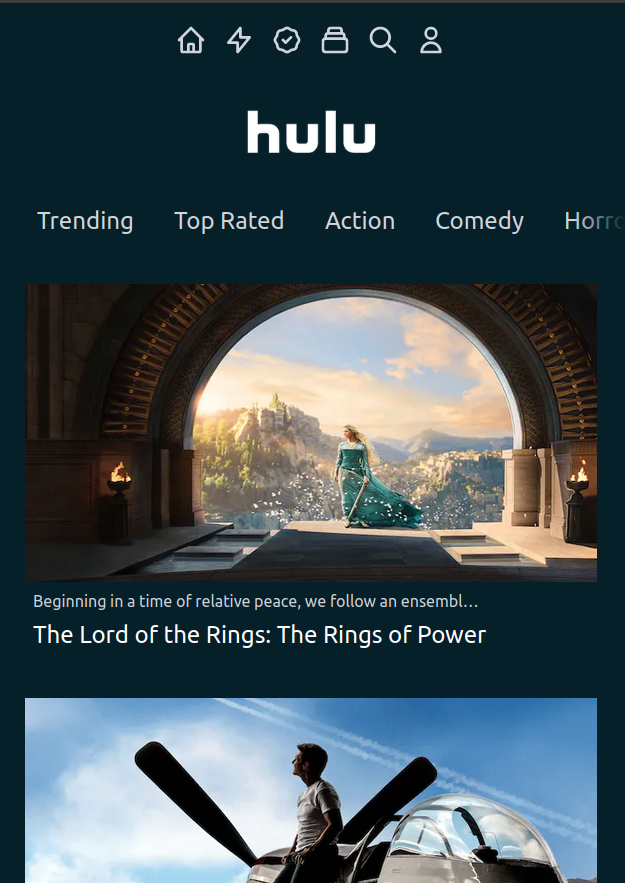 hulu
Trending Top Rated Action Comedy Horro
Beginning in a time of relative peace, we follow an ensembl…
The Lord of the Rings: The Rings of Power